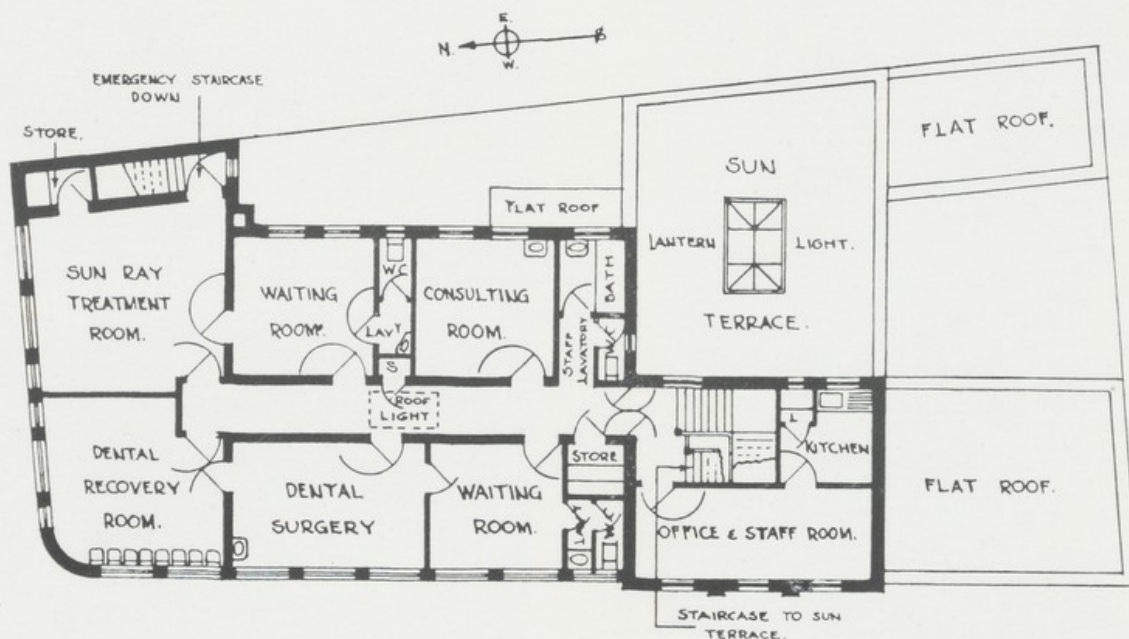 E.
N. S
W.
EMERGENCY STAIRCASE
DOWN
STORE.
FLAT ROOF.
SUN
FLAT ROOF
LANTERN LIGHT.
TERRACE.
SUN RAY
TREATMENT
ROOM.
WAITING
ROOM.
W.C
LAVY
S
CONSULTING
ROOM.
BATH
STAFF
LAVATORY
W.C
ROOF
LIGHT
DENTAL
RECOVERY
ROOM.
DENTAL
SURGERY
WAITING
ROOM.
STORE
LAVY
W.C
L
KITCHEN
OFFICE & STAFF ROOM.
FLAT ROOF.
STAIRCASE TO SUN
TERRACE.